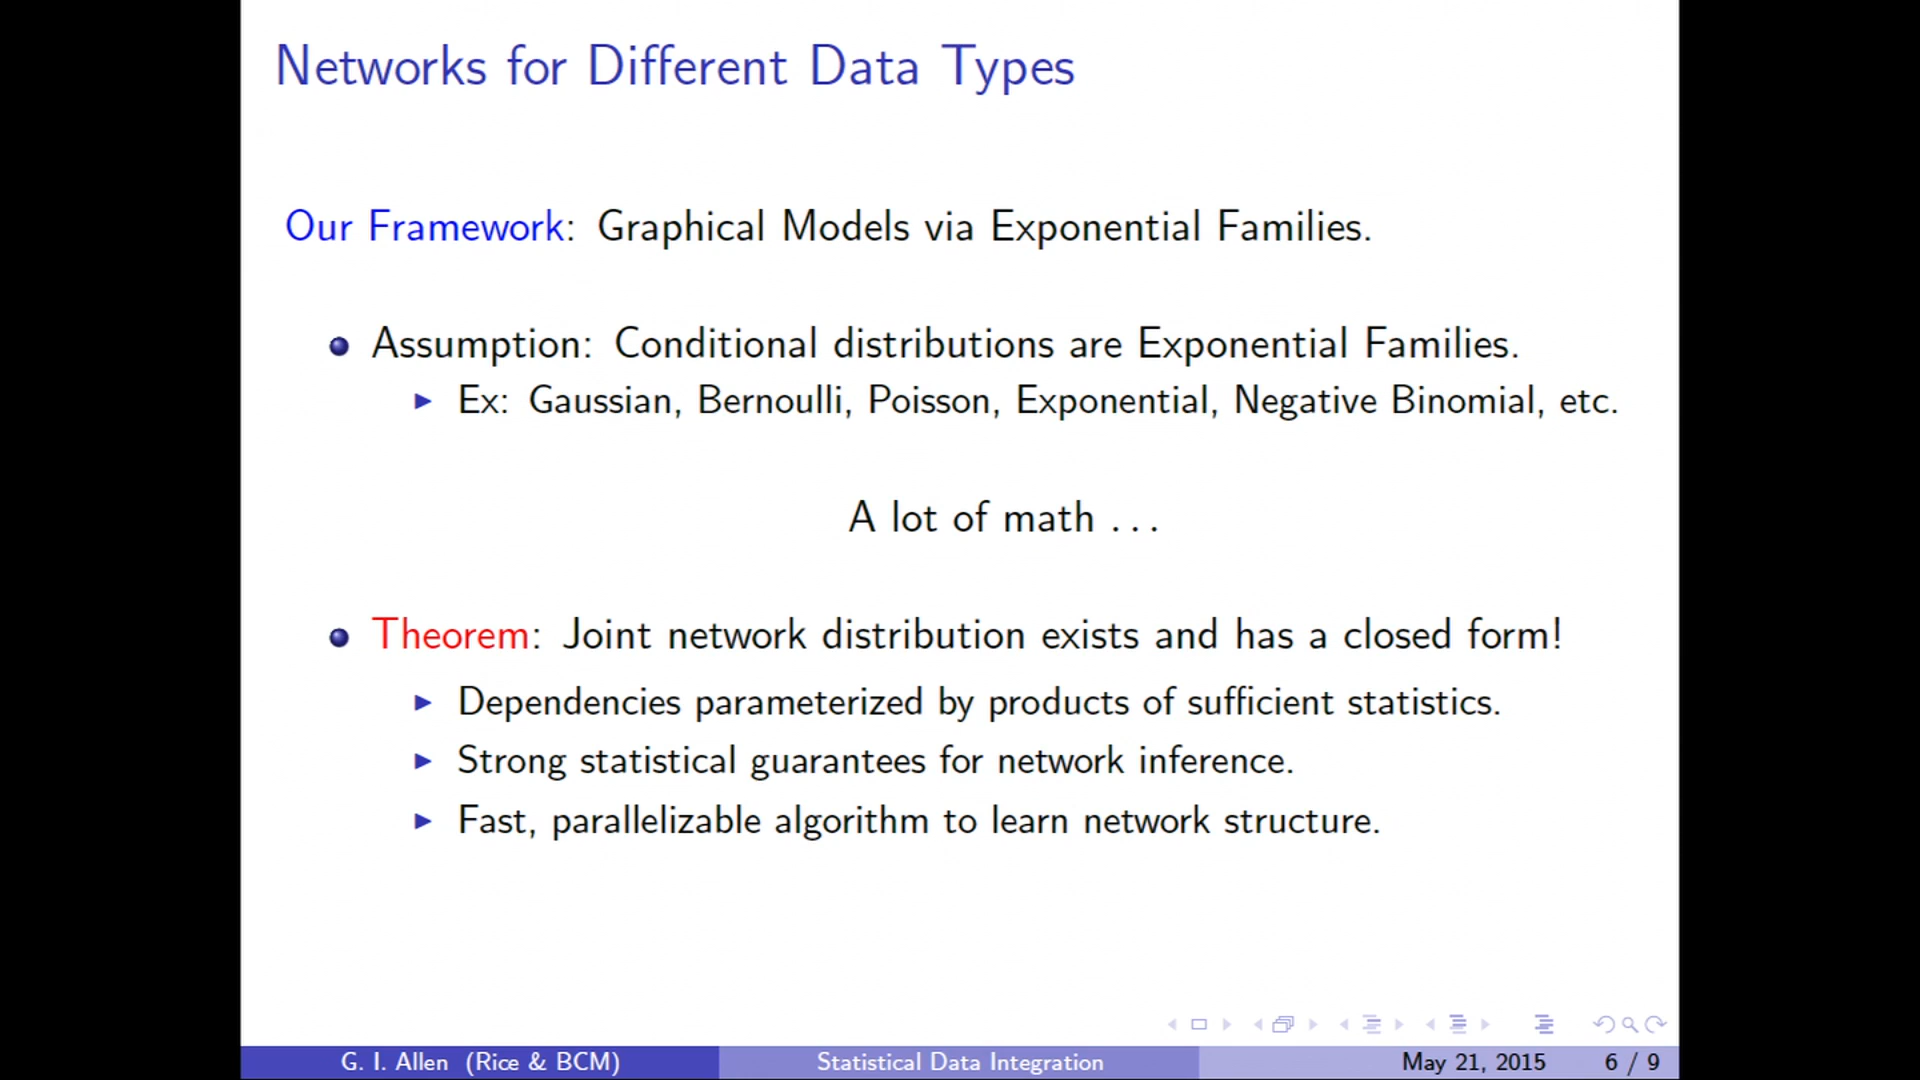 Networks for Different Data Types
Our Framework: Graphical Models via Exponential Families.
Assumption: Conditional distributions are Exponential Families.
Ex: Gaussian, Bernoulli, Poisson, Exponential, Negative Binomial, etc.
A lot of math . . .
Theorem: Joint network distribution exists and has a closed form!
Dependencies parameterized by products of sufficient statistics.
Strong statistical guarantees for network inference.
Fast, parallelizable algorithm to learn network structure.
G. I. Allen (Rice & BCM) Statistical Data Integration May 21, 2015 6 / 9